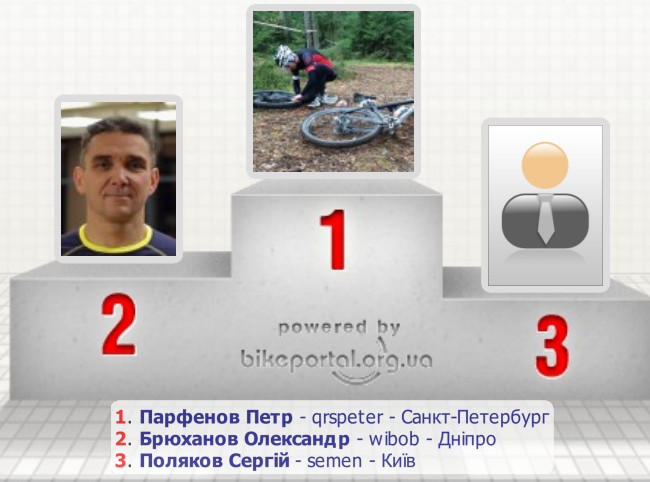 1
2
3
powered by
bikeportal.org.ua
1. Парфенов Петр - qrspeter - Санкт-Петербург
2. Брюханов Олександр - wibob - Дніпро
3. Поляков Сергій - semen - Київ